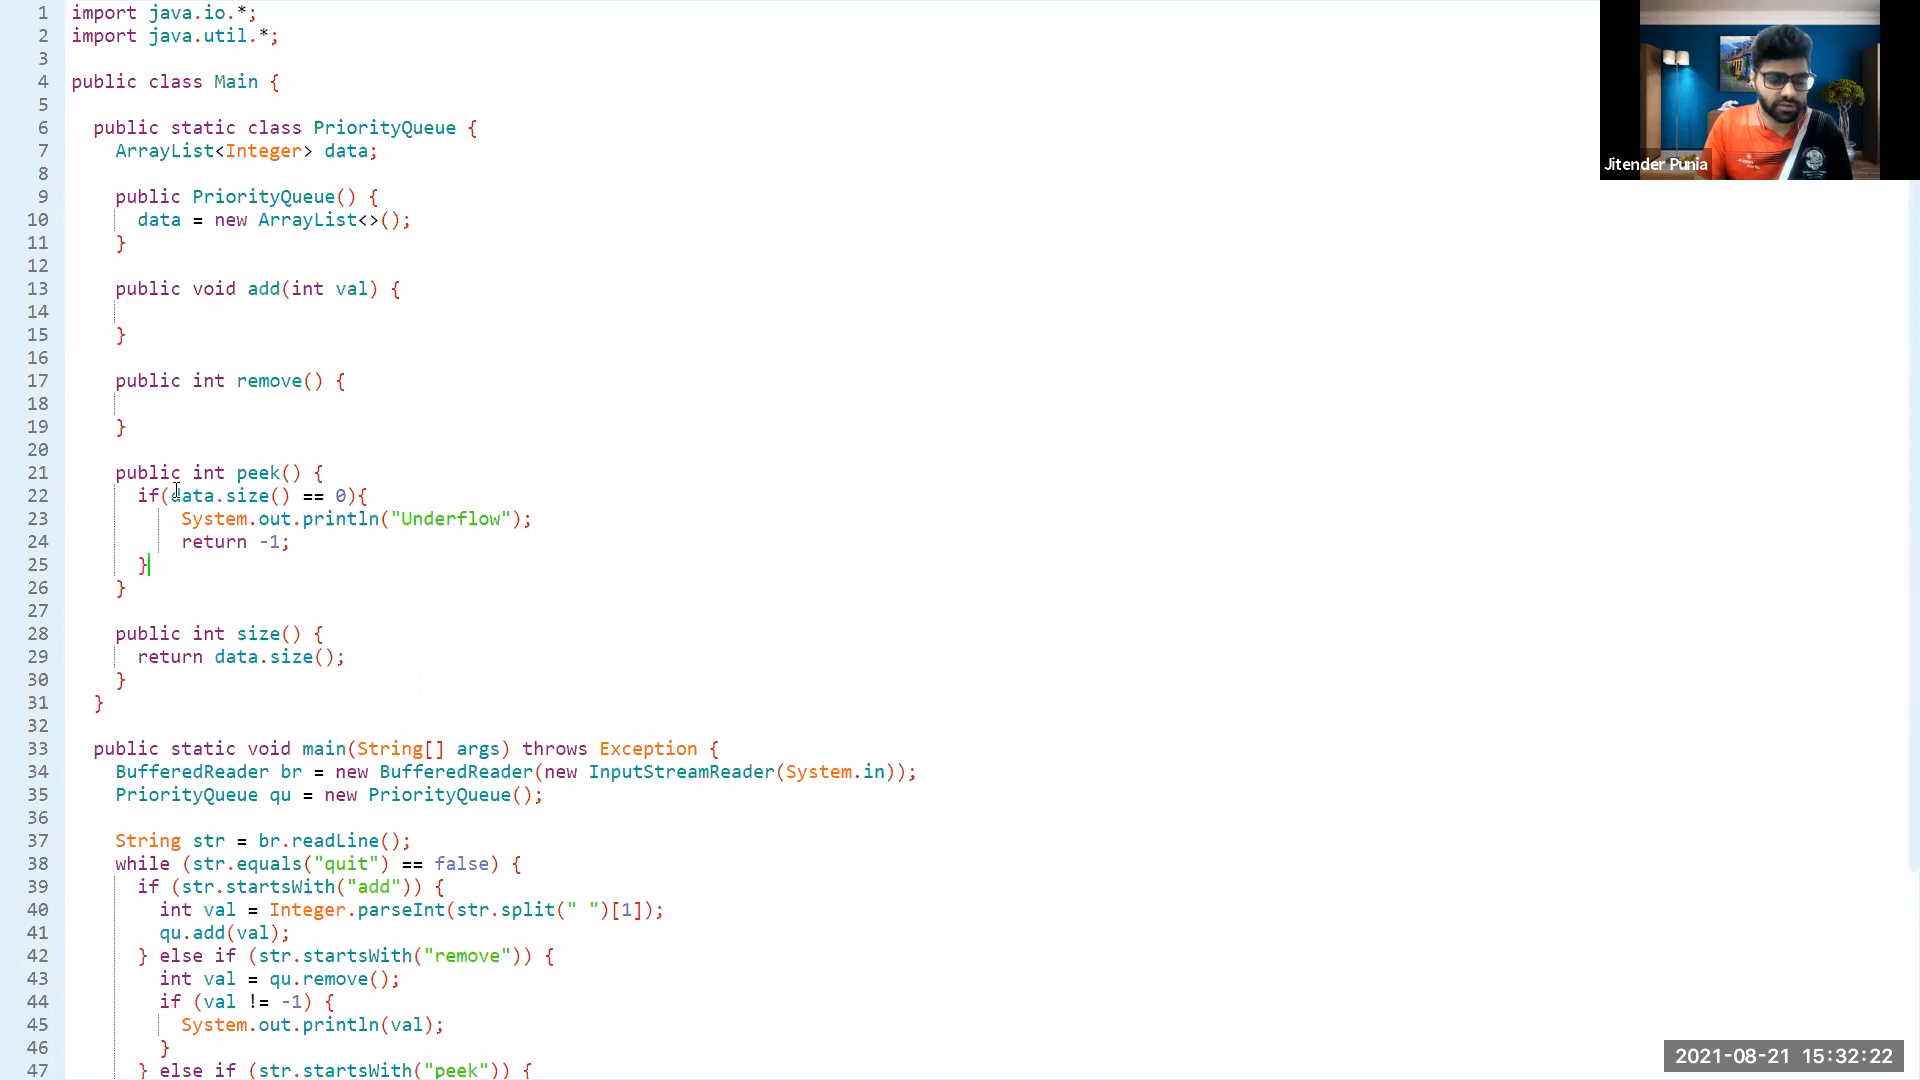 1 import java.io.*;
2 import java.util.*;
3
4 public class Main {
5
6 public static class PriorityQueue {
7 ArrayList<Integer> data;
8
9 public PriorityQueue() {
10 data = new ArrayList<>();
11 }
12
13 public void add(int val) {
14
15 }
16
17 public int remove() {
18
19 }
20
21 public int peek() {
22 if(data.size() == 0){
23 System.out.println("Underflow");
24 return -1;
25 }
26 }
27
28 public int size() {
29 return data.size();
30 }
31 }
32
33 public static void main(String[] args) throws Exception {
34 BufferedReader br = new BufferedReader(new InputStreamReader(System.in));
35 PriorityQueue qu = new PriorityQueue();
36
37 String str = br.readLine();
38 while (str.equals("quit") == false) {
39 if (str.startsWith("add")) {
40 int val = Integer.parseInt(str.split(" ")[1]);
41 qu.add(val);
42 } else if (str.startsWith("remove")) {
43 int val = qu.remove();
44 if (val != -1) {
45 System.out.println(val);
46 }
47 } else if (str.startsWith("peek")) {
Jitender Punia
2021-08-21 15:32:22